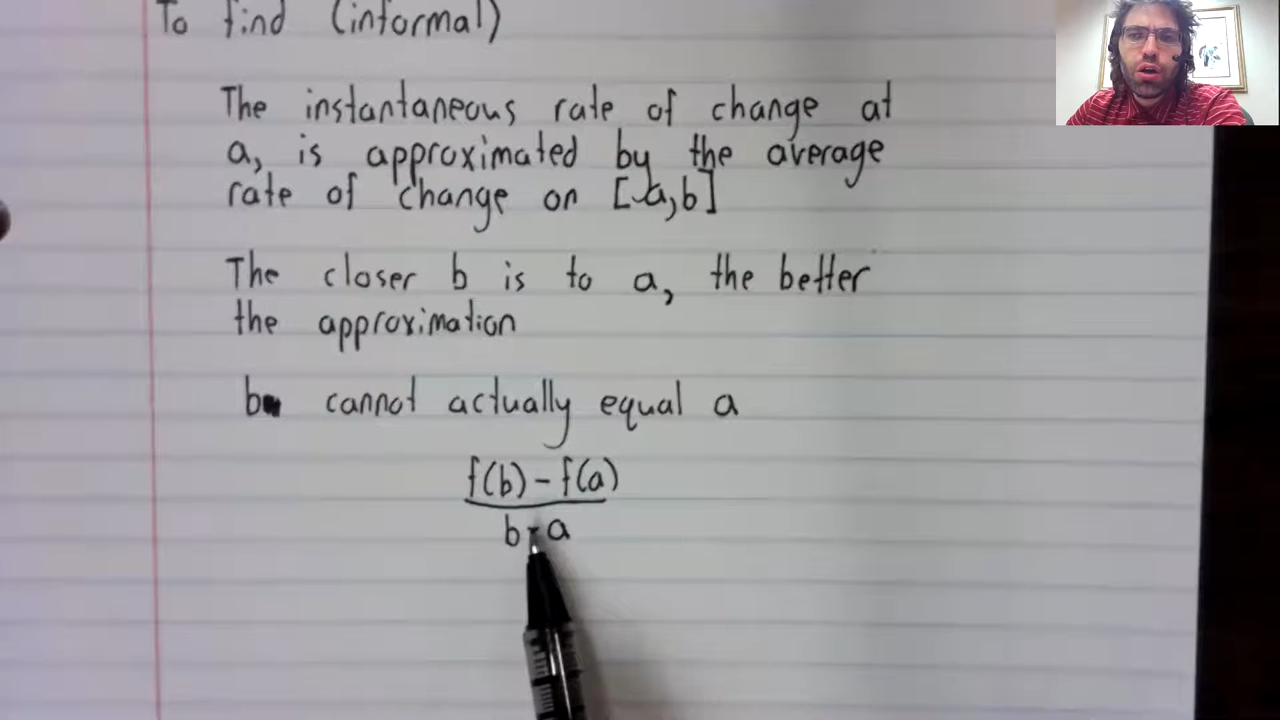 To find (informal)
The instantaneous rate of change at
a, is approximated by the average
rate of change on [a,b]
The closer b is to a, the better
the approximation
b cannot actually equal a
f(b) - f(a)
b - a